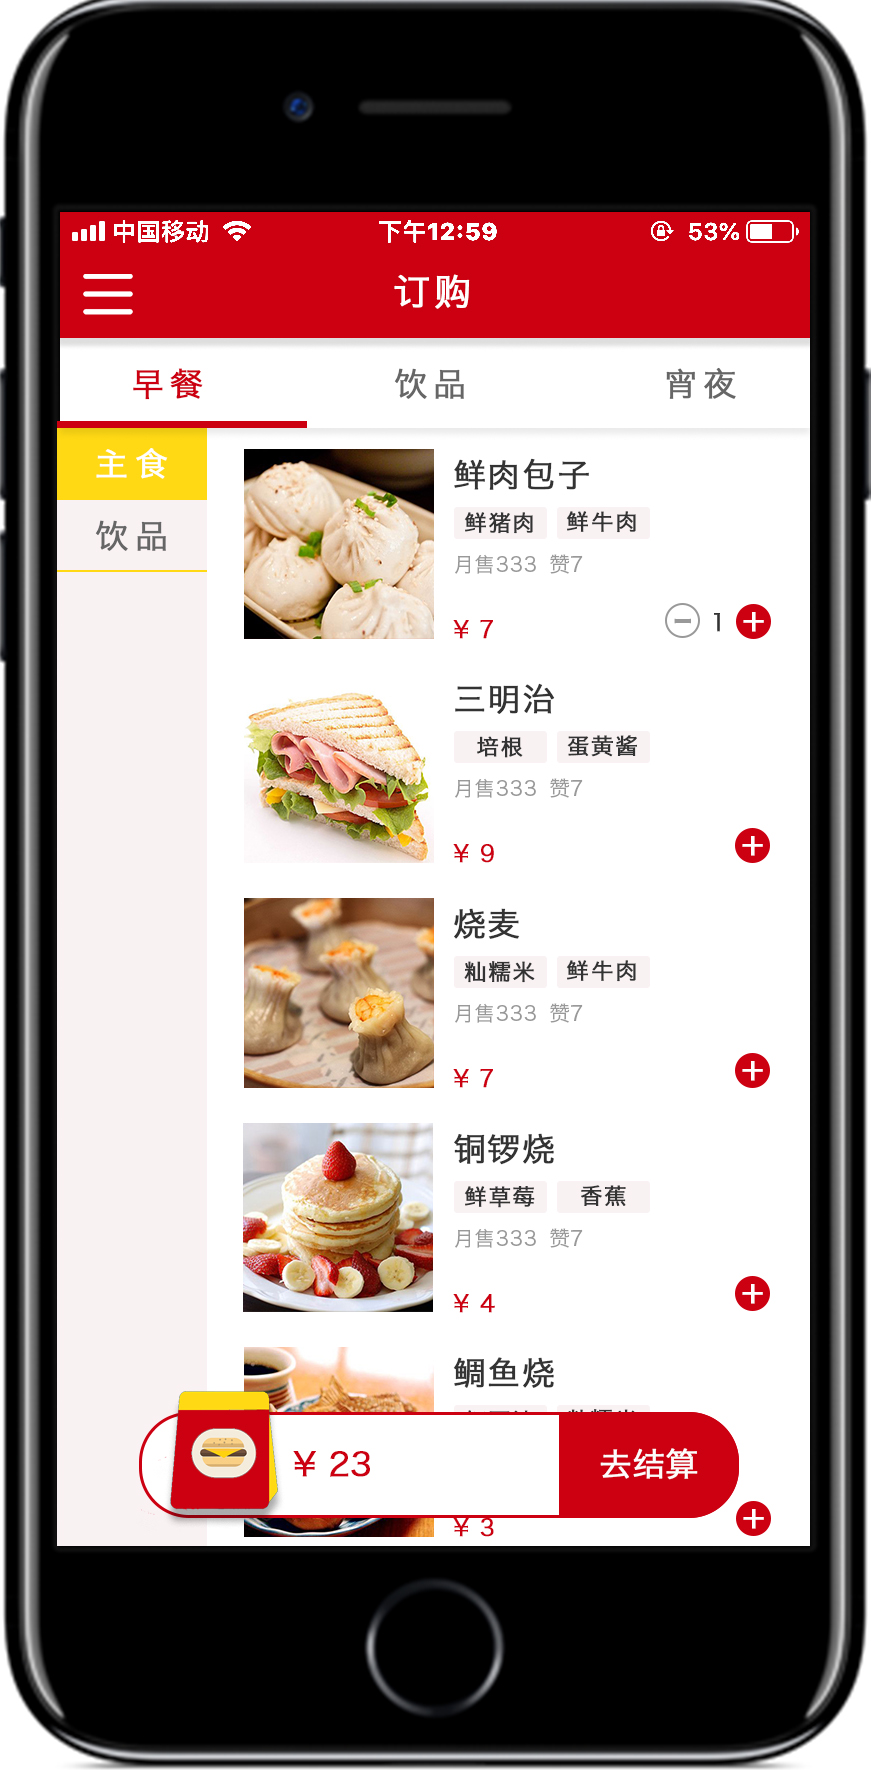 中国移动 下午12:59 53%
订购
早餐 饮品 宵夜
主食
饮品
鲜肉包子
鲜猪肉 鲜牛肉
月售333 赞7
¥ 7 1
三明治
培根 蛋黄酱
月售333 赞7
¥ 9
烧麦
籼糯米 鲜牛肉
月售333 赞7
¥ 7
铜锣烧
鲜草莓 香蕉
月售333 赞7
¥ 4
鲷鱼烧
¥ 23 去结算
¥ 3